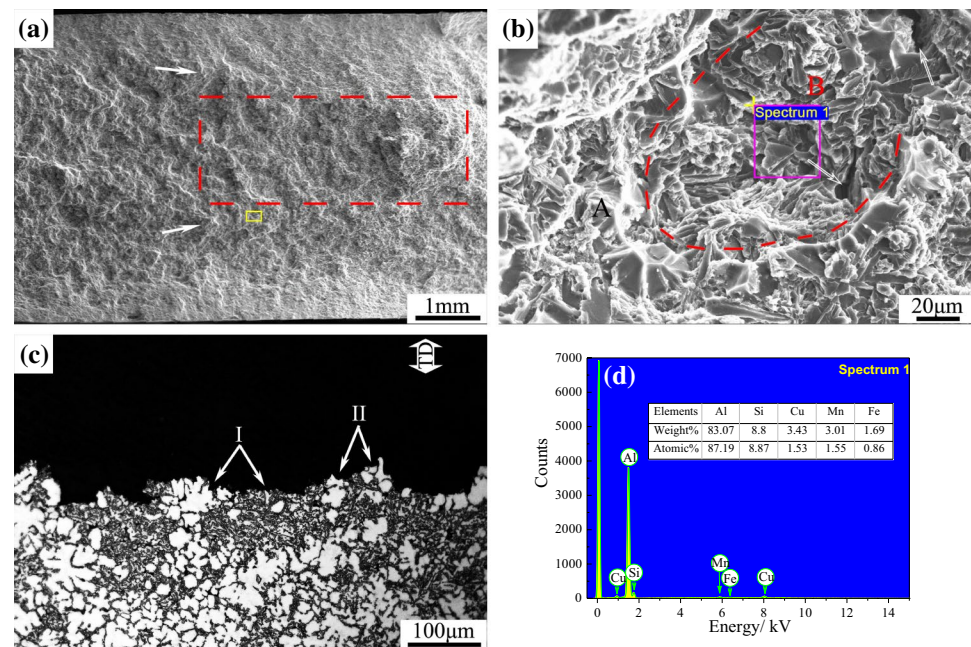 (a)
1mm
(b)
B
Spectrum 1
A
20μm
(c)
TD
I
II
100μm
(d)
Spectrum 1
Elements Al Si Cu Mn Fe
Weight% 83.07 8.8 3.43 3.01 1.69
Atomic% 87.19 8.87 1.53 1.55 0.86
7000
6000
5000
4000
3000
2000
1000
0
Counts
Al
Cu
Si
Mn
Fe
Cu
0 2 4 6 8 10 12 14
Energy/ kV